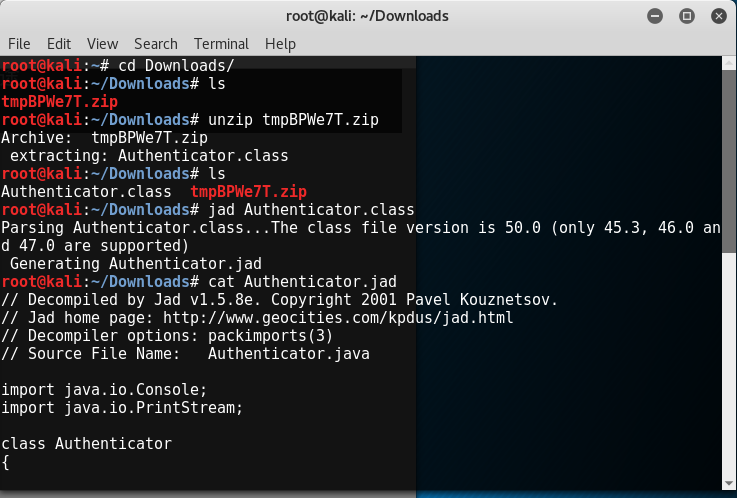 root@kali: ~/Downloads
File Edit View Search Terminal Help
root@kali:~# cd Downloads/
root@kali:~/Downloads# ls
tmpBPWe7T.zip
root@kali:~/Downloads# unzip tmpBPWe7T.zip
Archive:  tmpBPWe7T.zip
 extracting: Authenticator.class
root@kali:~/Downloads# ls
Authenticator.class  tmpBPWe7T.zip
root@kali:~/Downloads# jad Authenticator.class
Parsing Authenticator.class...The class file version is 50.0 (only 45.3, 46.0 an
d 47.0 are supported)
 Generating Authenticator.jad
root@kali:~/Downloads# cat Authenticator.jad
// Decompiled by Jad v1.5.8e. Copyright 2001 Pavel Kouznetsov.
// Jad home page: http://www.geocities.com/kpdus/jad.html
// Decompiler options: packimports(3)
// Source File Name:   Authenticator.java

import java.io.Console;
import java.io.PrintStream;

class Authenticator
{